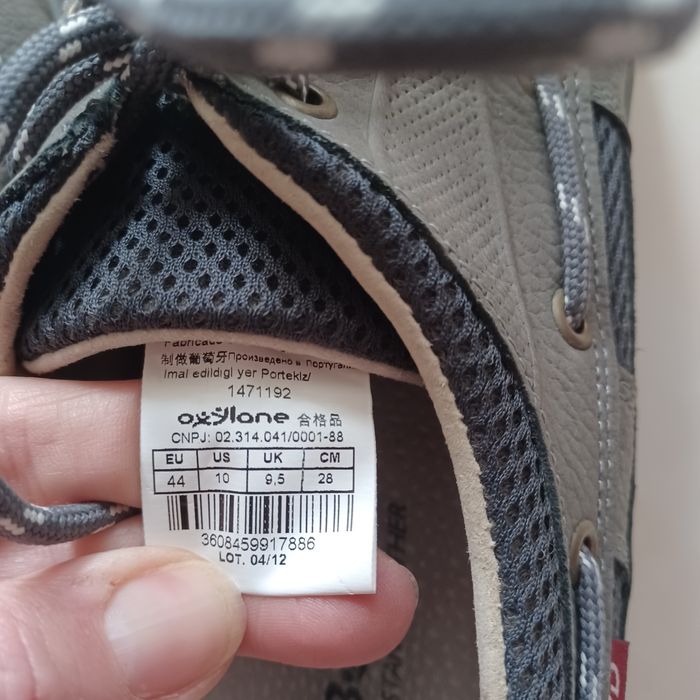 Fabricado
制做葡萄牙Произведено в Португалии
Imal edildigi yer Portekiz/
1471192
oxylane 合格品
CNPJ: 02.314.041/0001-88
EU US UK CM
44 10 9,5 28
3608459917886
LOT. 04/12